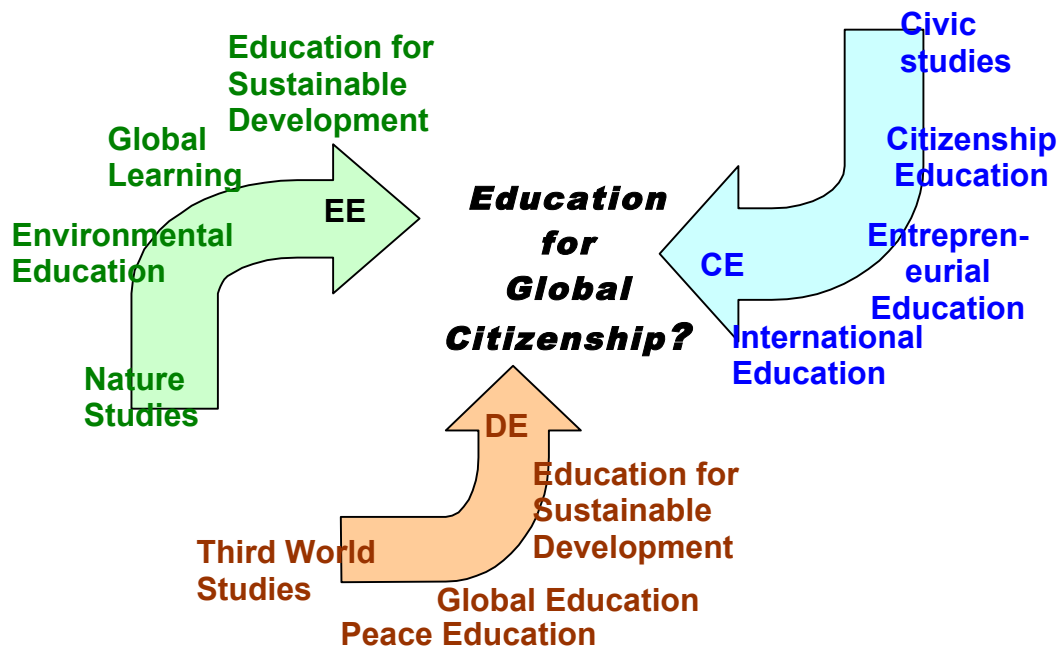 Education for
Sustainable
Development
Global
Learning
EE
Environmental
Education
Nature
Studies
Education
for
Global
Citizenship?
Civic
studies
Citizenship
Education
Entrepren-
eurial
Education
CE
International
Education
DE
Education for
Sustainable
Development
Third World
Studies
Global Education
Peace Education